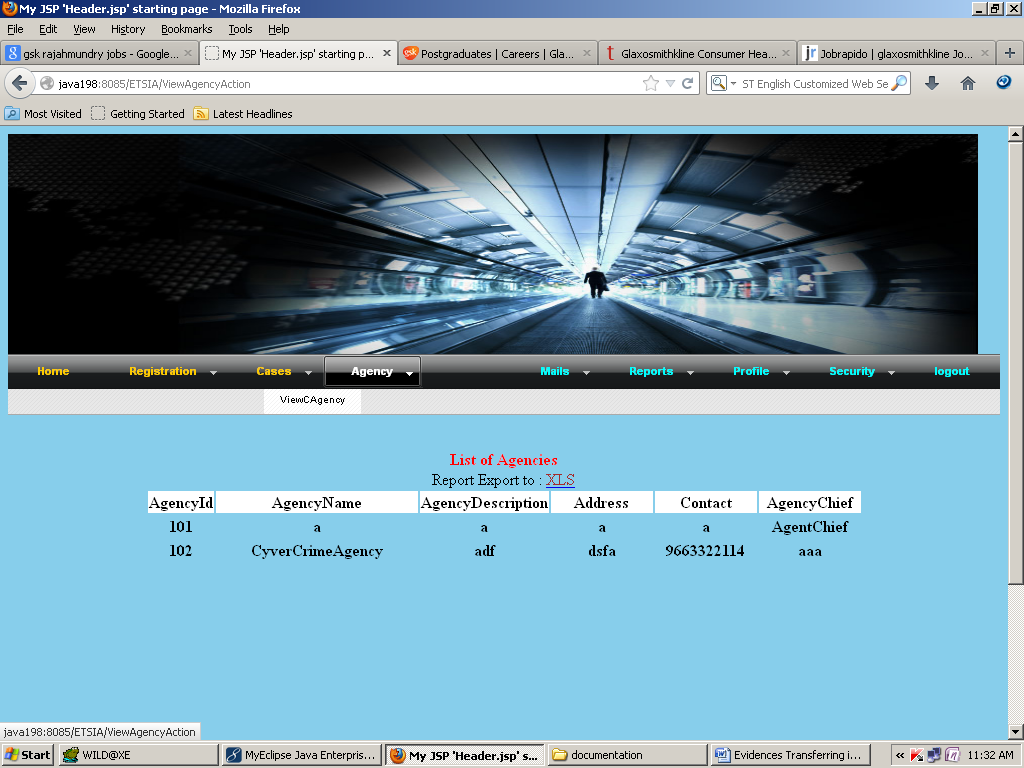 My JSP 'Header.jsp' starting page - Mozilla Firefox
File Edit View History Bookmarks Tools Help
gsk rajahmundry jobs - Google... My JSP 'Header.jsp' starting p... Postgraduates | Careers | Gla... Glaxosmithkline Consumer Hea... Jobrapido | glaxosmithkline Jo...
java198:8085/ETSIA/ViewAgencyAction ST English Customized Web Se
Most Visited Getting Started Latest Headlines
Home Registration Cases Agency Mails Reports Profile Security logout
ViewCAgency
List of Agencies
Report Export to : XLS
AgencyId AgencyName AgencyDescription Address Contact AgencyChief
101 a a a a AgentChief
102 CyverCrimeAgency adf dsfa 9663322114 aaa
java198:8085/ETSIA/ViewAgencyAction
Start WILD@XE MyEclipse Java Enterpris... My JSP 'Header.jsp' s... documentation Evidences Transferring i... 11:32 AM